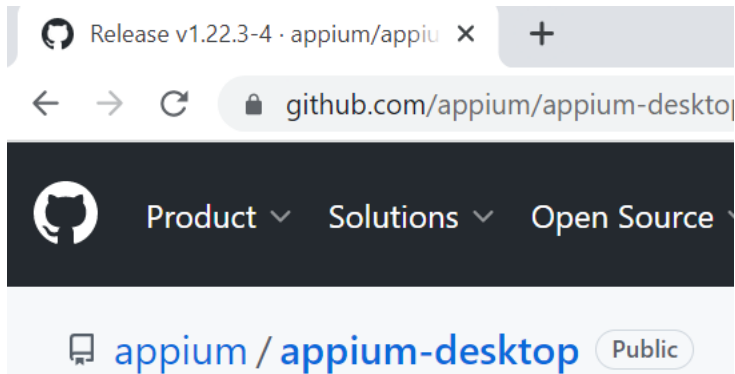 Release v1.22.3-4 · appium/appiu
github.com/appium/appium-desktop
Product Solutions Open Source
appium / appium-desktop Public